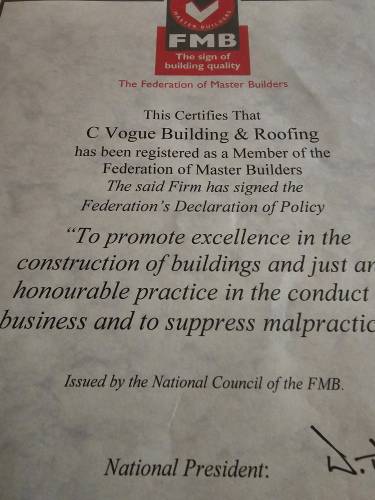 MASTER BUILDERS
FMB
The sign of
building quality
The Federation of Master Builders
This Certifies That
C Vogue Building & Roofing
has been registered as a Member of the
Federation of Master Builders
The said Firm has signed the
Federation's Declaration of Policy
“To promote excellence in the
construction of buildings and just an
honourable practice in the conduct
business and to suppress malpractic
Issued by the National Council of the FMB.
National President: